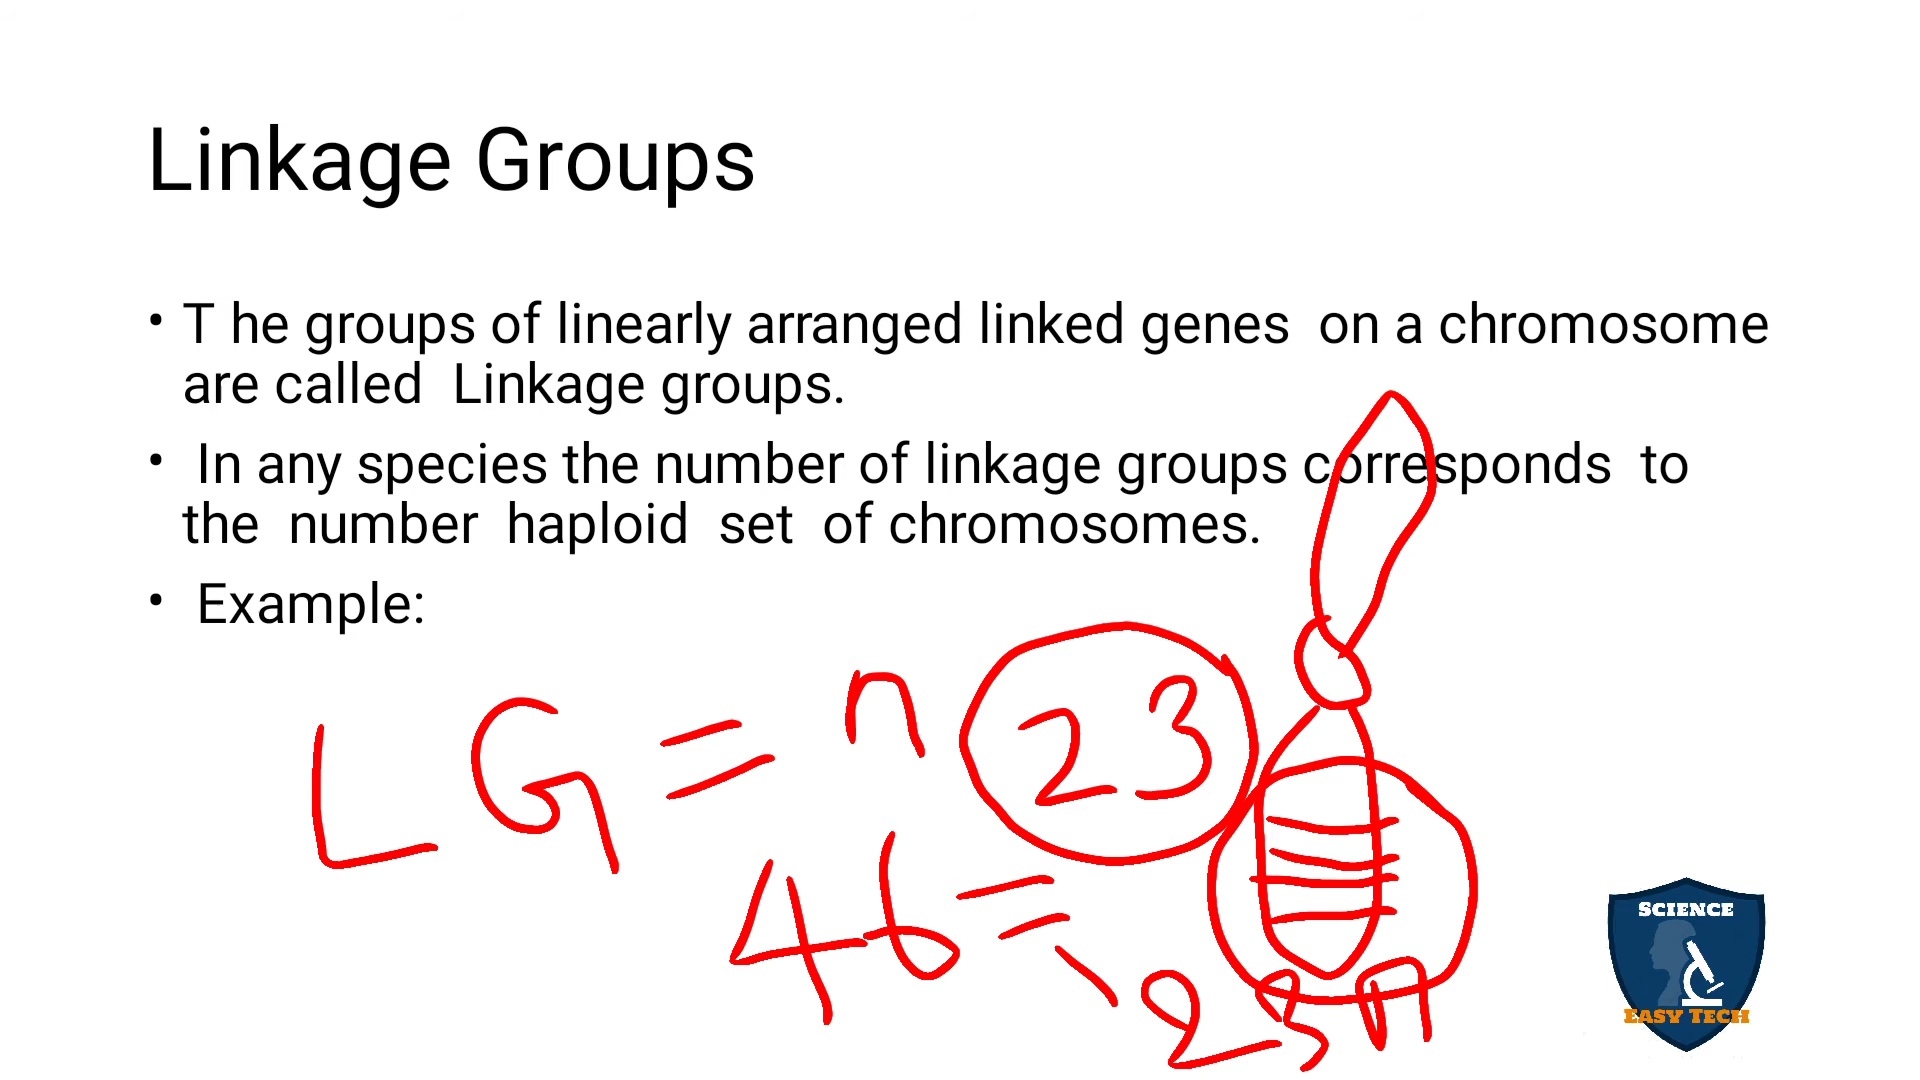 Linkage Groups
• T he groups of linearly arranged linked genes on a chromosome
are called Linkage groups.
• In any species the number of linkage groups corresponds to
the number haploid set of chromosomes.
• Example:
LG = n 23
46 =
23
SCIENCE
EASY TECH